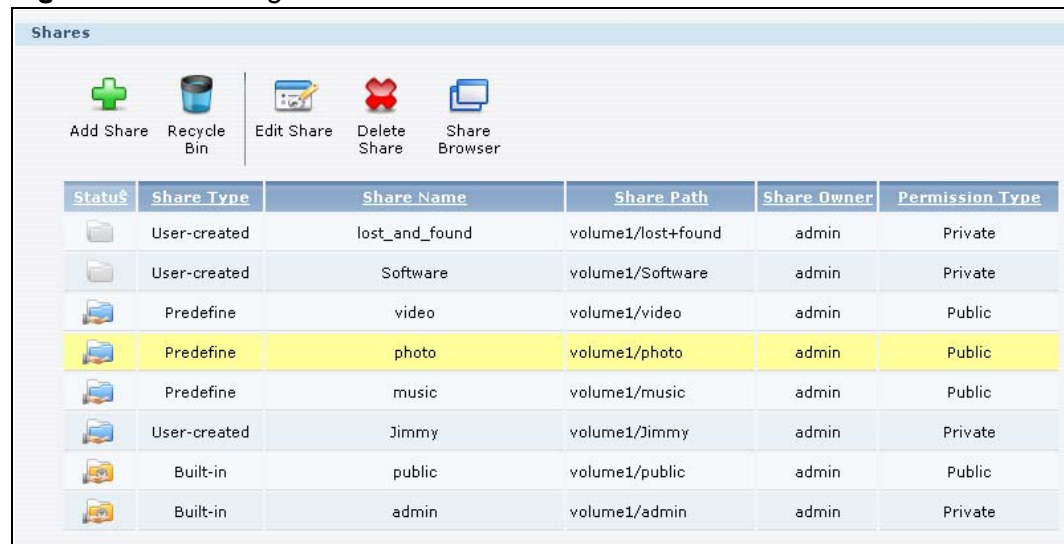 Shares
Add Share
Recycle
Bin
Edit Share
Delete
Share
Share
Browser
Status Share Type Share Name Share Path Share Owner Permission Type
User-created lost_and_found volume1/lost+found admin Private
User-created Software volume1/Software admin Private
Predefine video volume1/video admin Public
Predefine photo volume1/photo admin Public
Predefine music volume1/music admin Public
User-created Jimmy volume1/Jimmy admin Private
Built-in public volume1/public admin Public
Built-in admin volume1/admin admin Private